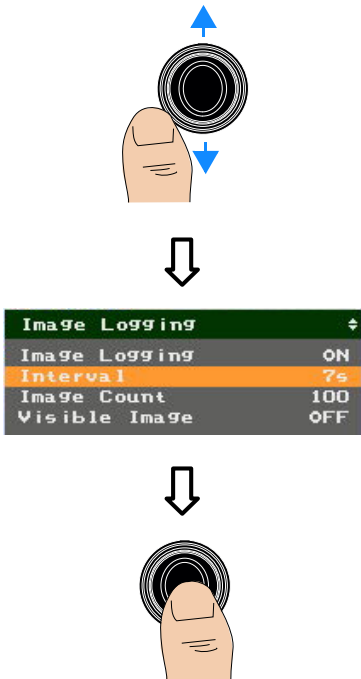 Image Logging
Image Logging ON
Interval 7s
Image Count 100
Visible Image OFF